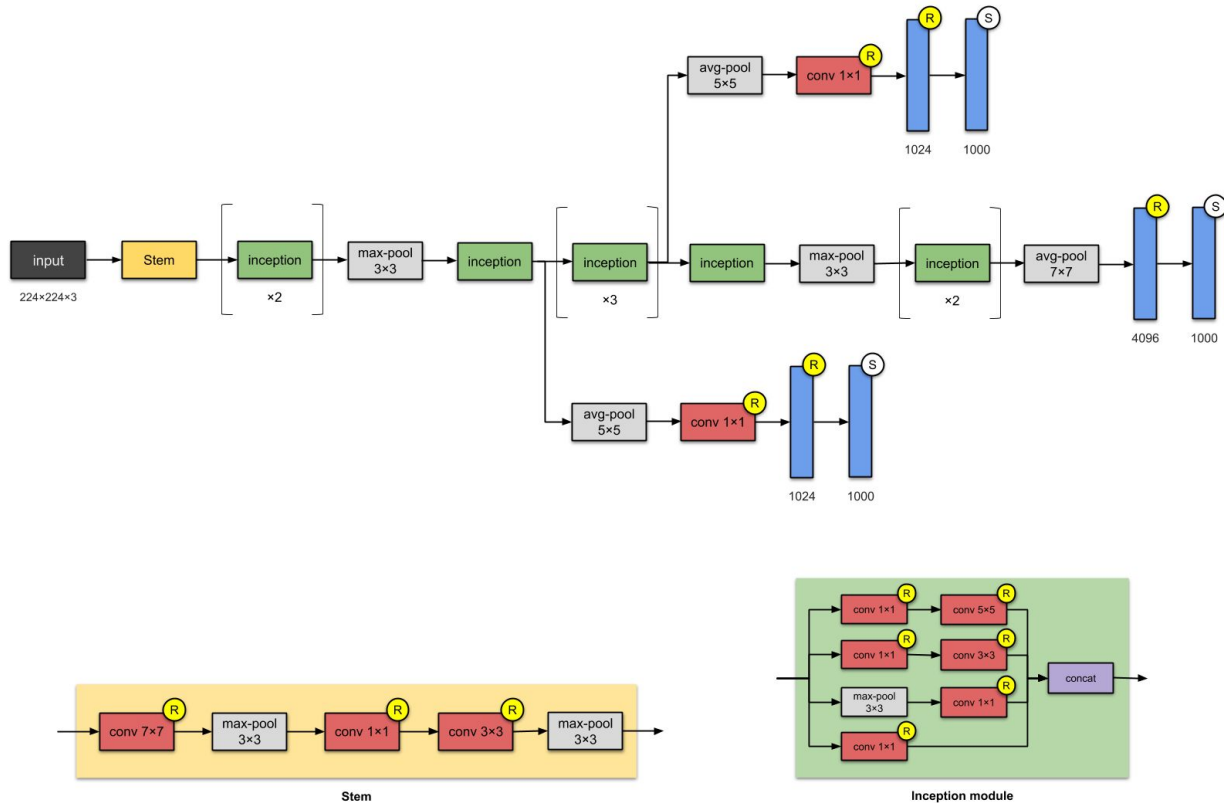 R
S
avg-pool
5×5
R
conv 1×1
1024
1000
R
S
input
Stem
inception
max-pool
3×3
inception
inception
inception
max-pool
3×3
inception
avg-pool
7×7
224×224×3
×2
×3
×2
4096
1000
R
S
avg-pool
5×5
R
conv 1×1
1024
1000
R
conv 1×1
R
conv 5×5
R
conv 1×1
R
conv 3×3
max-pool
3×3
R
conv 1×1
R
conv 1×1
concat
R
conv 7×7
max-pool
3×3
R
conv 1×1
R
conv 3×3
max-pool
3×3
Stem
Inception module